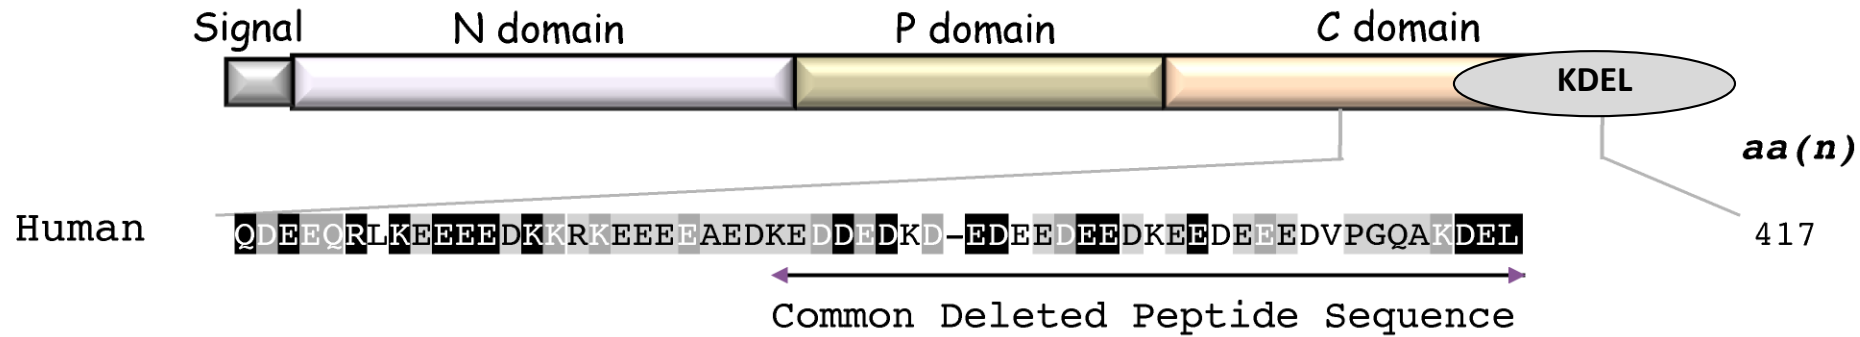 Signal N domain P domain C domain
KDEL
aa(n)
Human QDEEQRLKEEEEDKKRKEEEEAEDKEDDEDKD-EDEEDEEDKEEDEEEDVPGQAKDEL 417
Common Deleted Peptide Sequence